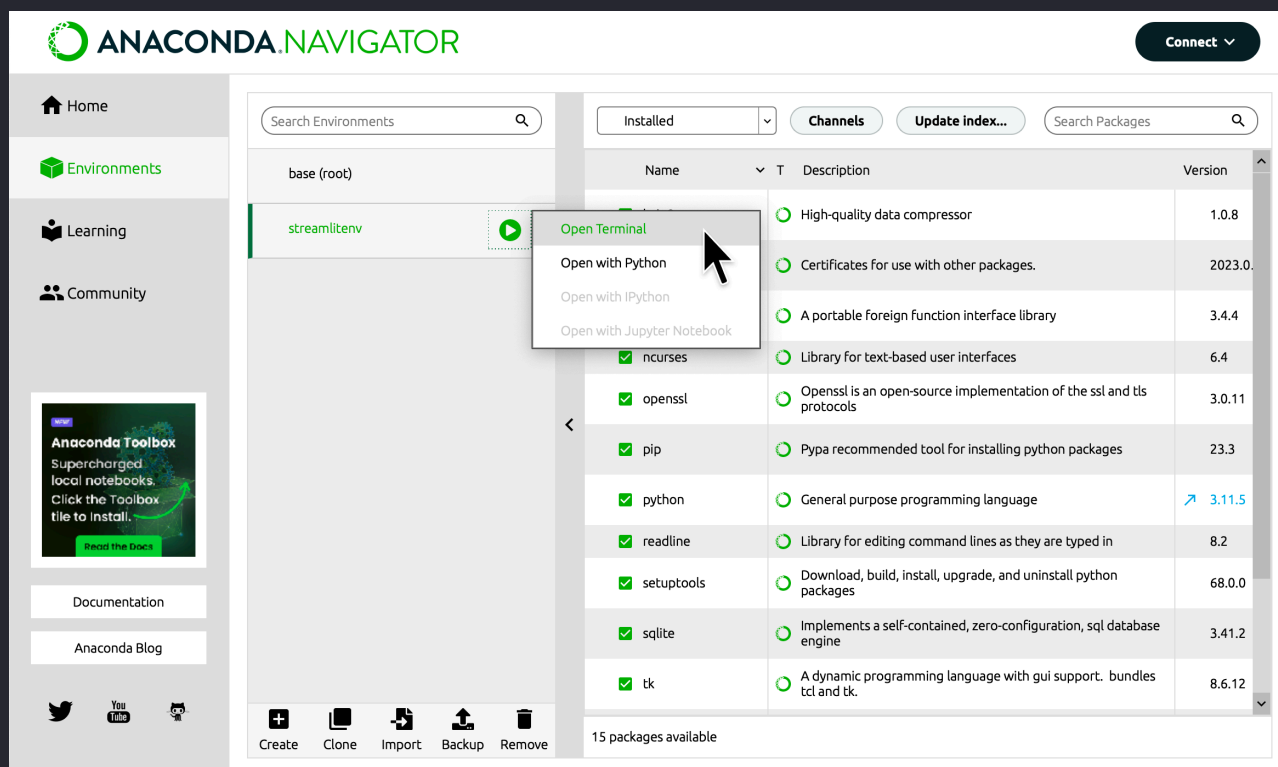 ANACONDA.NAVIGATOR
Connect
Home
Environments
Learning
Community
NEW
Anaconda Toolbox
Supercharged
local notebooks.
Click the Toolbox
tile to Install.
Read the Docs
Documentation
Anaconda Blog
You
Tube
Search Environments
base (root)
streamlitenv
Open Terminal
Open with Python
Open with IPython
Open with Jupyter Notebook
Create
Clone
Import
Backup
Remove
Installed
Channels
Update index...
Search Packages
Name T Description Version
High-quality data compressor 1.0.8
Certificates for use with other packages. 2023.0.
A portable foreign function interface library 3.4.4
ncurses Library for text-based user interfaces 6.4
openssl Openssl is an open-source implementation of the ssl and tls
protocols 3.0.11
pip Pypa recommended tool for installing python packages 23.3
python General purpose programming language 3.11.5
readline Library for editing command lines as they are typed in 8.2
setuptools Download, build, install, upgrade, and uninstall python
packages 68.0.0
sqlite Implements a self-contained, zero-configuration, sql database
engine 3.41.2
tk A dynamic programming language with gui support. bundles
tcl and tk. 8.6.12
15 packages available